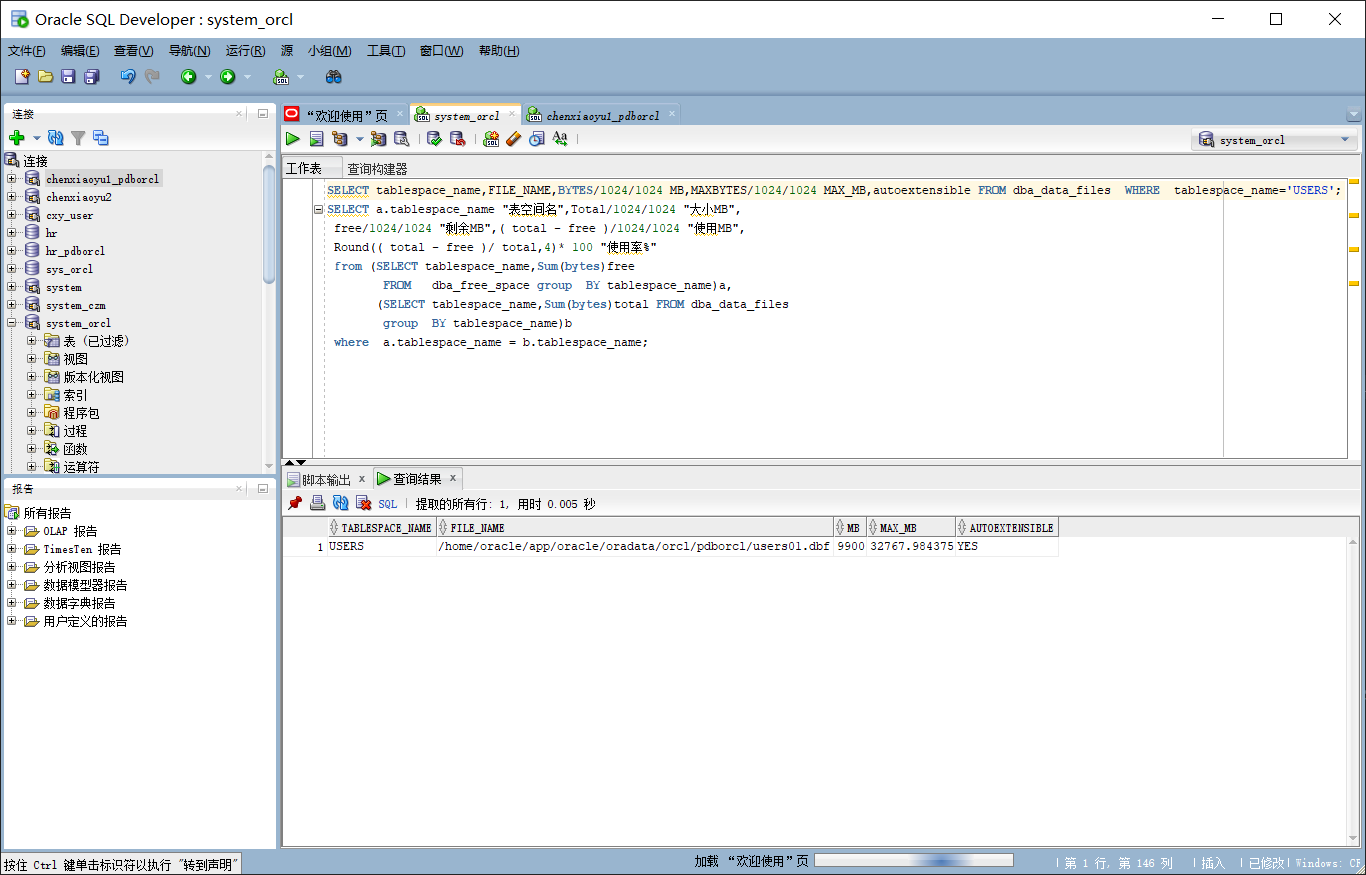 Oracle SQL Developer : system_orcl
文件(F) 编辑(E) 查看(V) 导航(N) 运行(R) 源 小组(M) 工具(T) 窗口(W) 帮助(H)
连接
连接
chenxiaoyu1_pdborcl
chenxiaoyu2
cxy_user
hr
hr_pdborcl
sys_orcl
system
system_czm
system_orcl
表 (已过滤)
视图
版本化视图
索引
程序包
过程
函数
运算符
报告
所有报告
OLAP 报告
TimesTen 报告
分析视图报告
数据模型器报告
数据字典报告
用户定义的报告
“欢迎使用”页 system_orcl chenxiaoyu1_pdborcl
system_orcl
工作表 查询构建器
SELECT tablespace_name,FILE_NAME,BYTES/1024/1024 MB,MAXBYTES/1024/1024 MAX_MB,autoextensible FROM dba_data_files WHERE tablespace_name='USERS';
SELECT a.tablespace_name "表空间名",Total/1024/1024 "大小MB",
free/1024/1024 "剩余MB",( total - free )/1024/1024 "使用MB",
Round(( total - free )/ total,4)* 100 "使用率%"
from (SELECT tablespace_name,Sum(bytes)free
FROM dba_free_space group BY tablespace_name)a,
(SELECT tablespace_name,Sum(bytes)total FROM dba_data_files
group BY tablespace_name)b
where a.tablespace_name = b.tablespace_name;
脚本输出 查询结果
SQL 提取的所有行: 1, 用时 0.005 秒
TABLESPACE_NAME FILE_NAME MB MAX_MB AUTOEXTENSIBLE
1 USERS /home/oracle/app/oracle/oradata/orcl/pdborcl/users01.dbf 9900 32767.984375 YES
按住 Ctrl 键单击标识符以执行 "转到声明"
加载 “欢迎使用”页
第 1 行, 第 146 列 插入 已修改 Windows: